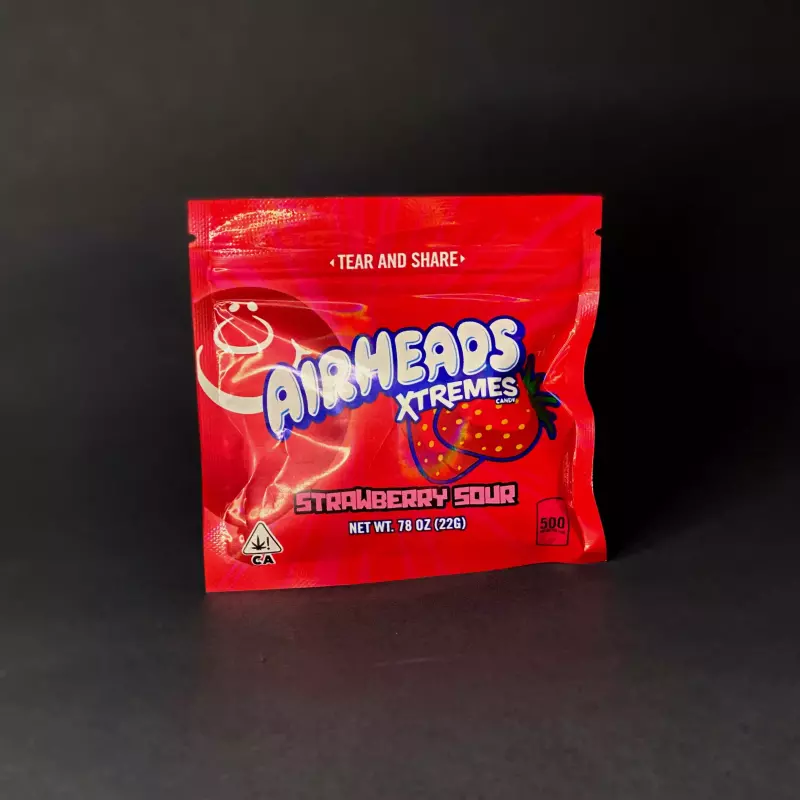 TEAR AND SHARE
AIRHEADS
XTREMES
CANDY
STRAWBERRY SOUR
NET WT. 78 OZ (22G)
500
!
CA